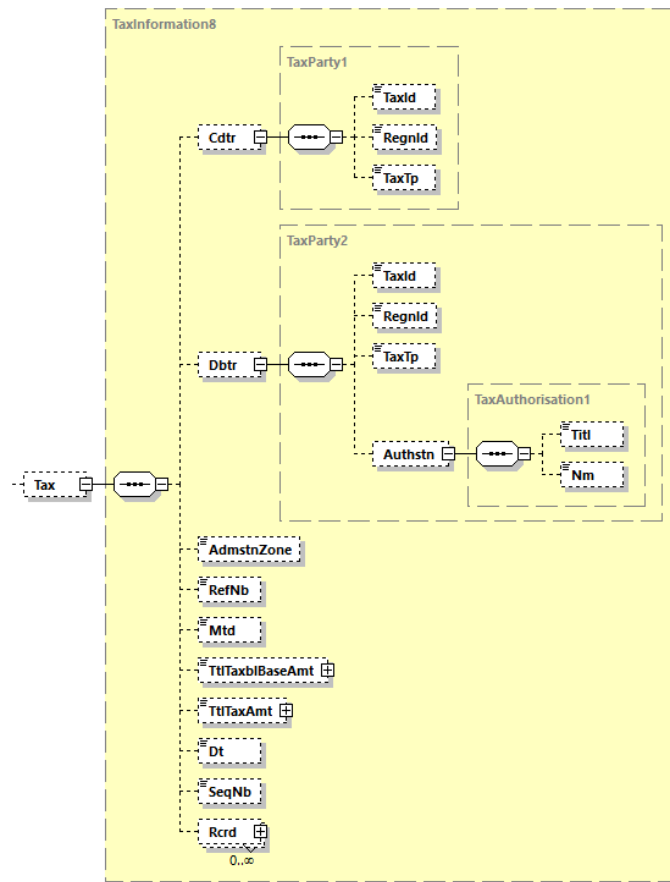 TaxInformation8
TaxParty1
TaxId
Cdtr
RegnId
TaxTp
TaxParty2
TaxId
RegnId
TaxTp
Dbtr
TaxAuthorisation1
Titl
Authstn
Nm
Tax
AdmstnZone
RefNb
Mtd
TtlTaxblBaseAmt
TtlTaxAmt
Dt
SeqNb
Rcrd
0..∞